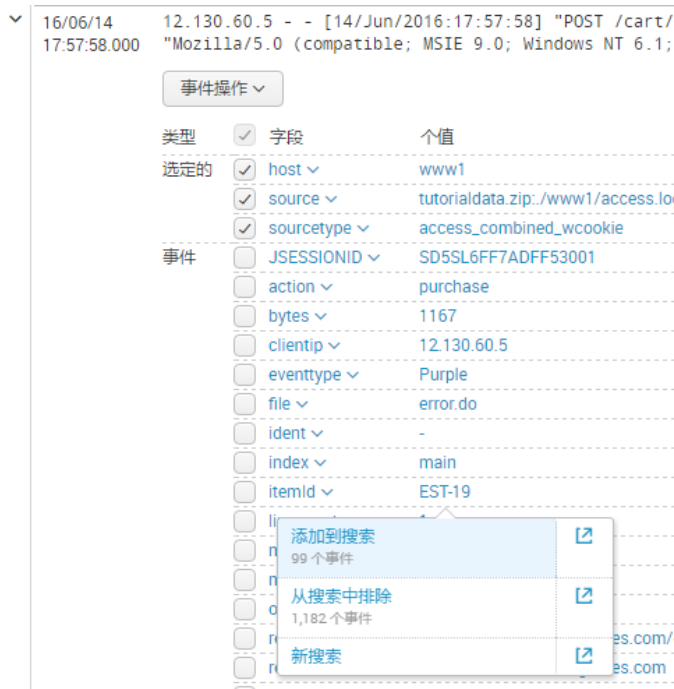 16/06/14
17:57:58.000
12.130.60.5 - - [14/Jun/2016:17:57:58] "POST /cart/
"Mozilla/5.0 (compatible; MSIE 9.0; Windows NT 6.1;
事件操作
类型 字段 个值
选定的 host www1
source tutorialdata.zip:./www1/access.lo
sourcetype access_combined_wcookie
事件 JSESSIONID SD5SL6FF7ADFF53001
action purchase
bytes 1167
clientip 12.130.60.5
eventtype Purple
file error.do
ident -
index main
itemId EST-19
添加到搜索
99 个事件
从搜索中排除
1,182 个事件
es.com/
新搜索
es.com